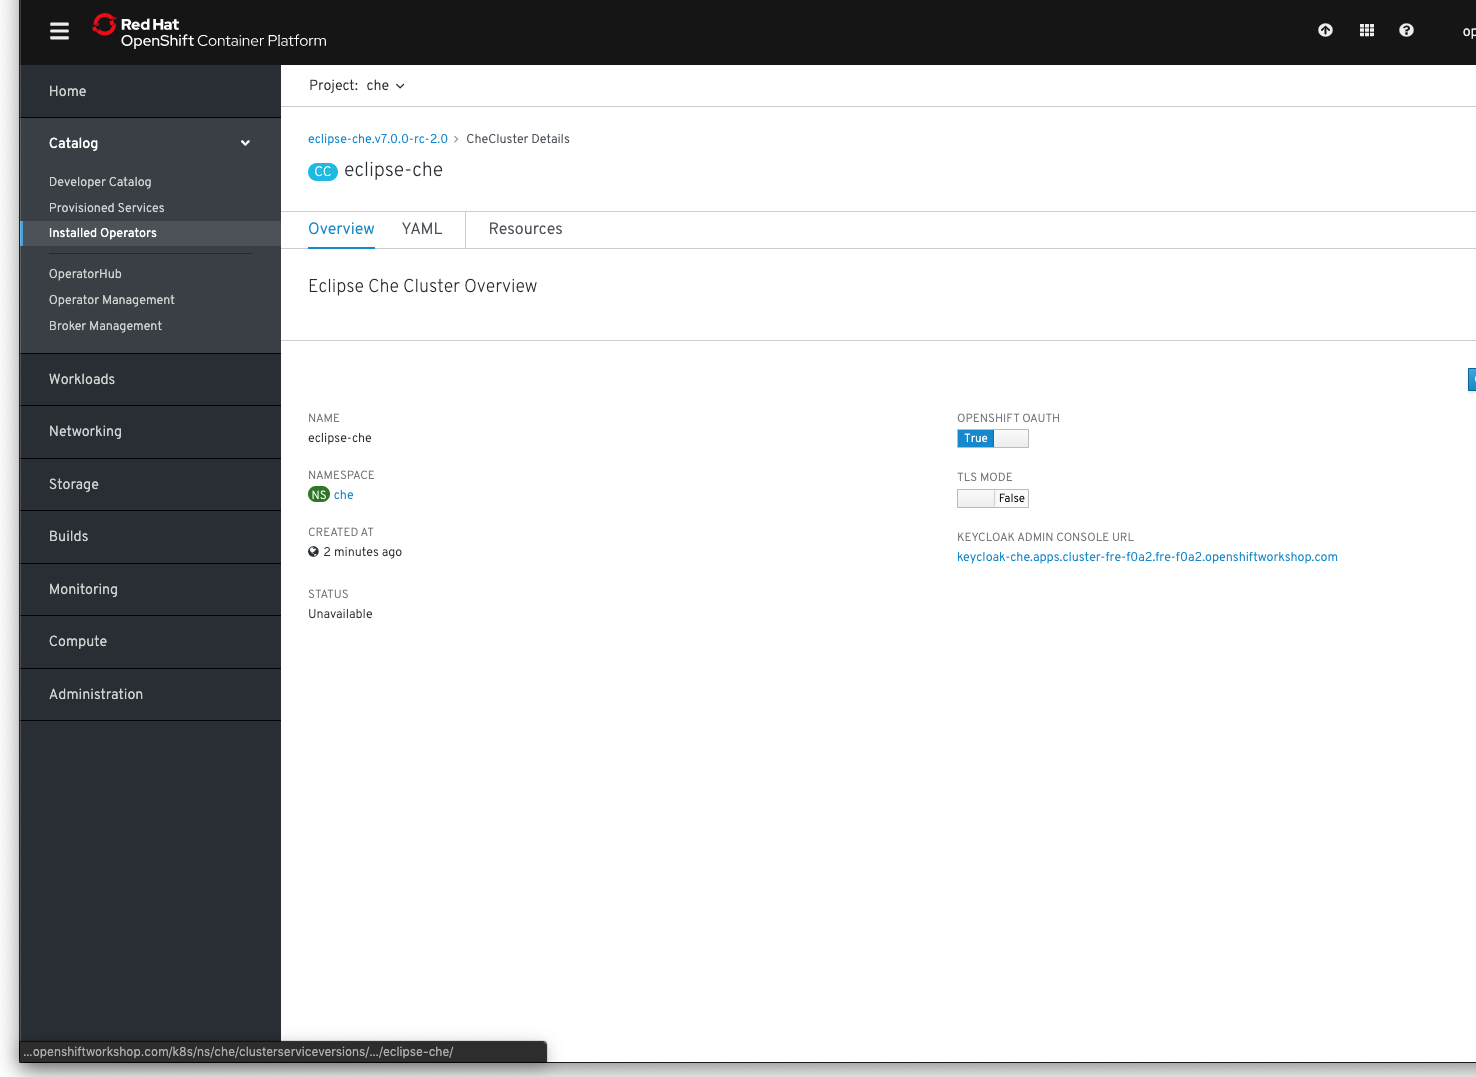 Red Hat
OpenShift Container Platform
Home
Catalog
Developer Catalog
Provisioned Services
Installed Operators
OperatorHub
Operator Management
Broker Management
Workloads
Networking
Storage
Builds
Monitoring
Compute
Administration
Project: che
eclipse-che.v7.0.0-rc-2.0 > CheCluster Details
CC eclipse-che
Overview YAML Resources
Eclipse Che Cluster Overview
NAME
eclipse-che
NAMESPACE
NS che
CREATED AT
2 minutes ago
STATUS
Unavailable
OPENSHIFT OAUTH
True
TLS MODE
False
KEYCLOAK ADMIN CONSOLE URL
keycloak-che.apps.cluster-fre-f0a2.fre-f0a2.openshiftworkshop.com
...openshiftworkshop.com/k8s/ns/che/clusterserviceversions/.../eclipse-che/